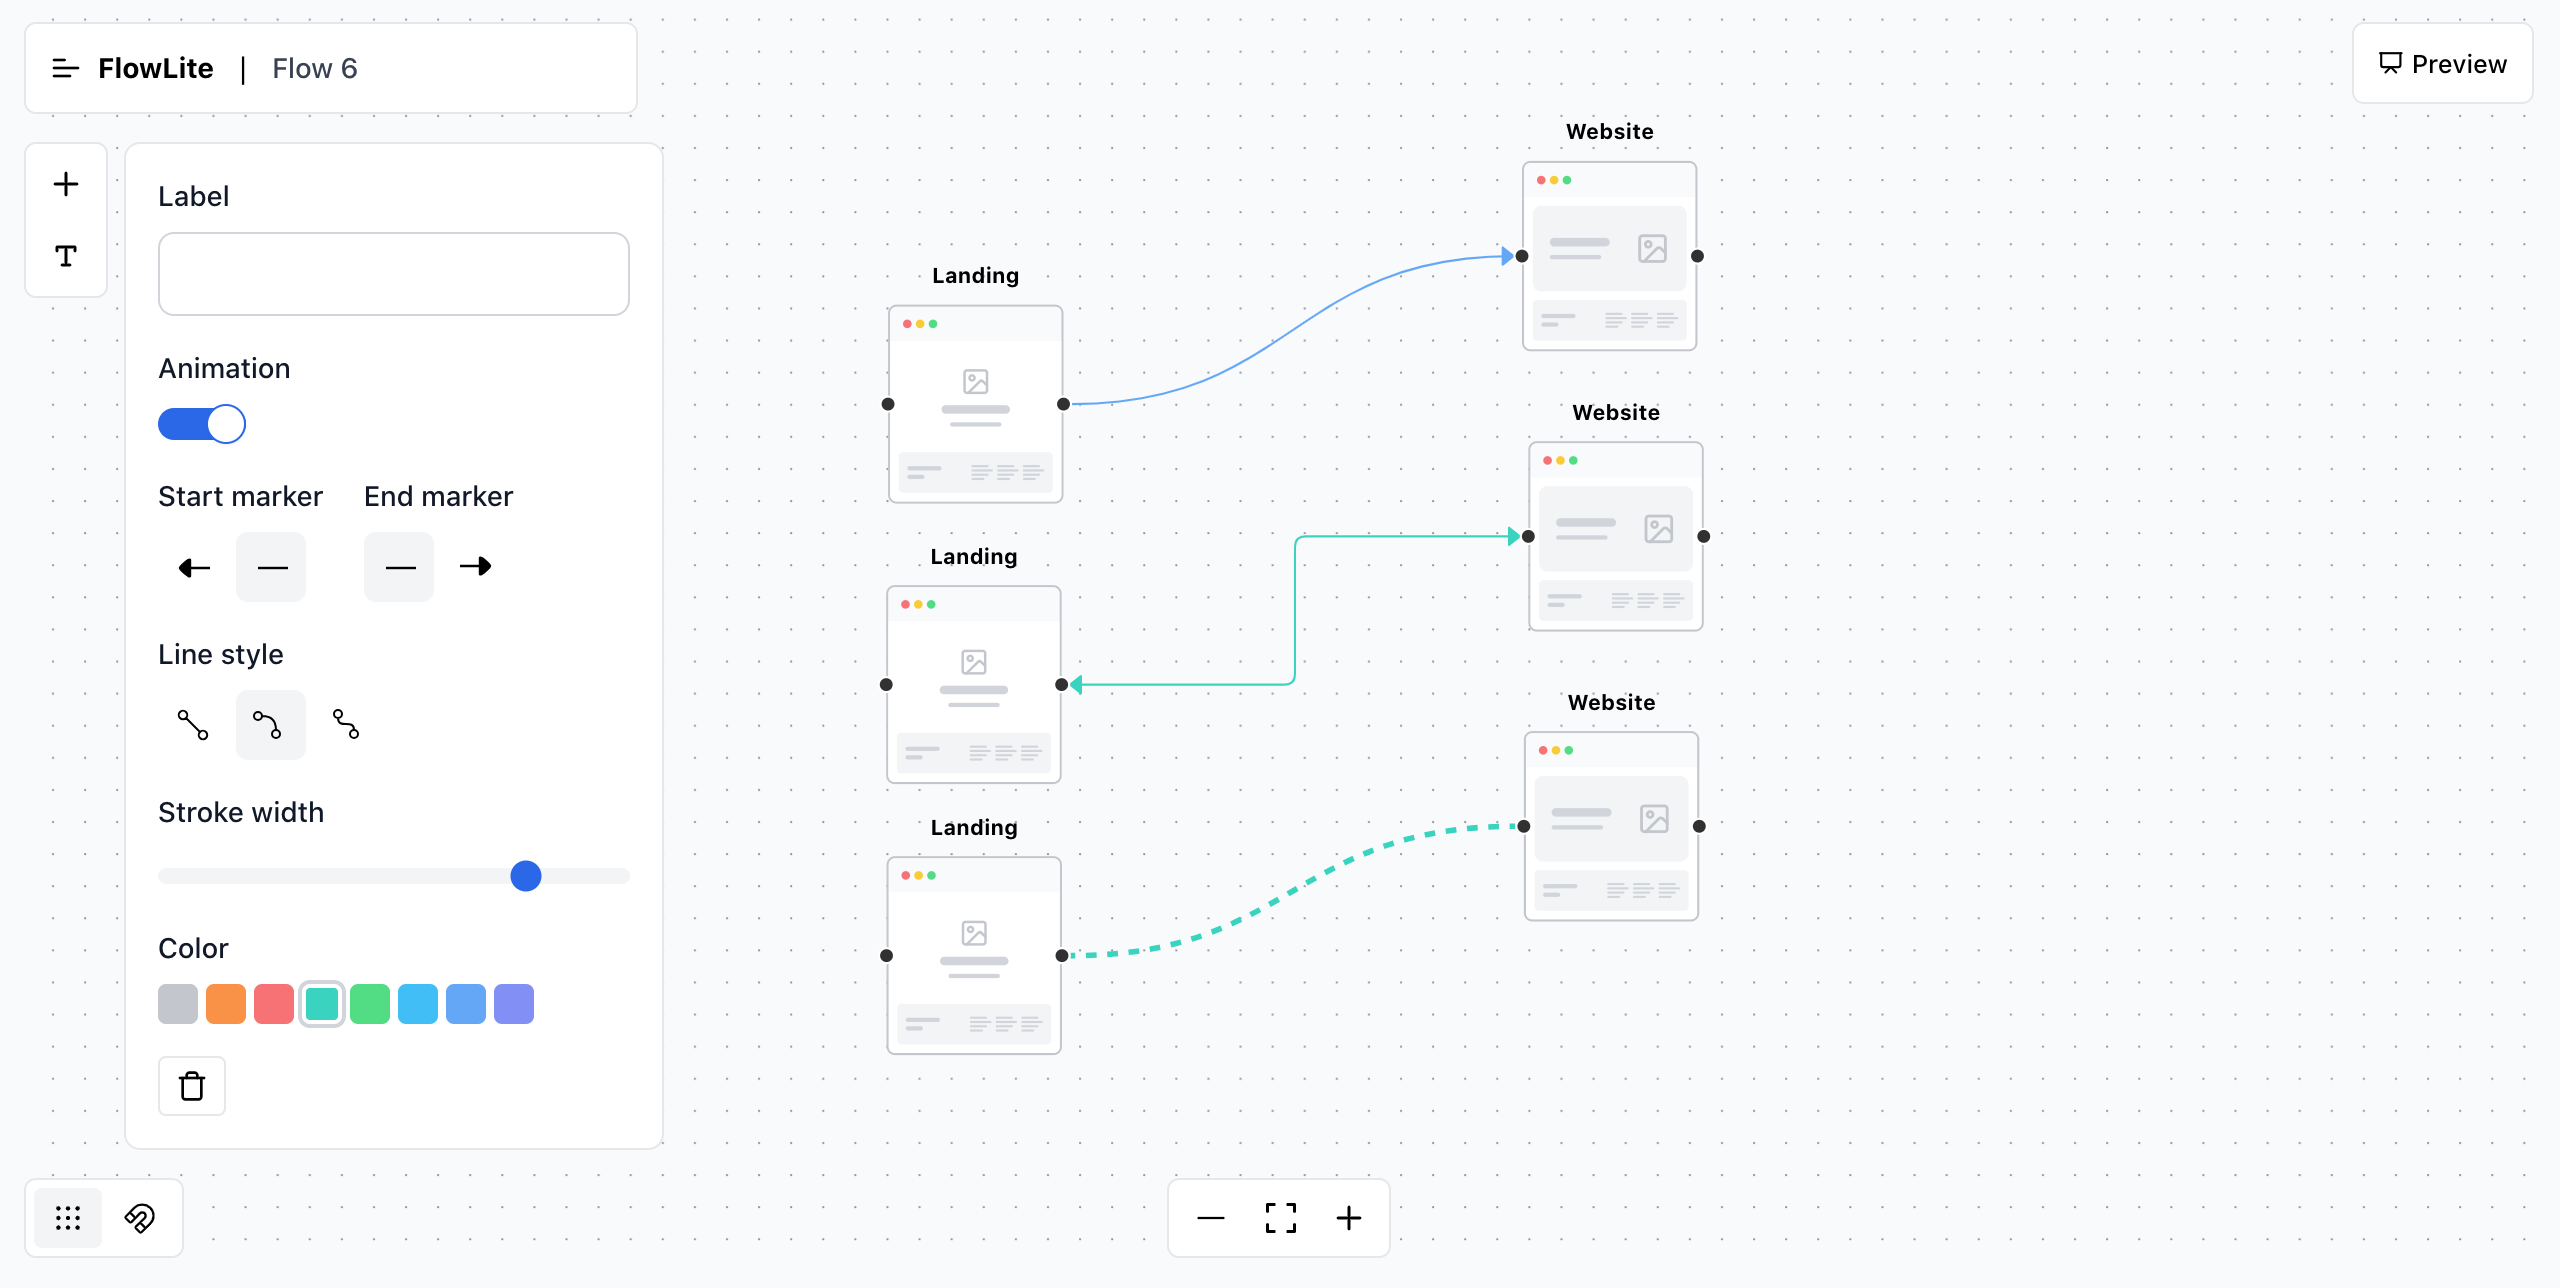 FlowLite | Flow 6
Preview
Label
Animation
Start marker
End marker
Line style
Stroke width
Color
Website
Landing
Website
Landing
Website
Landing